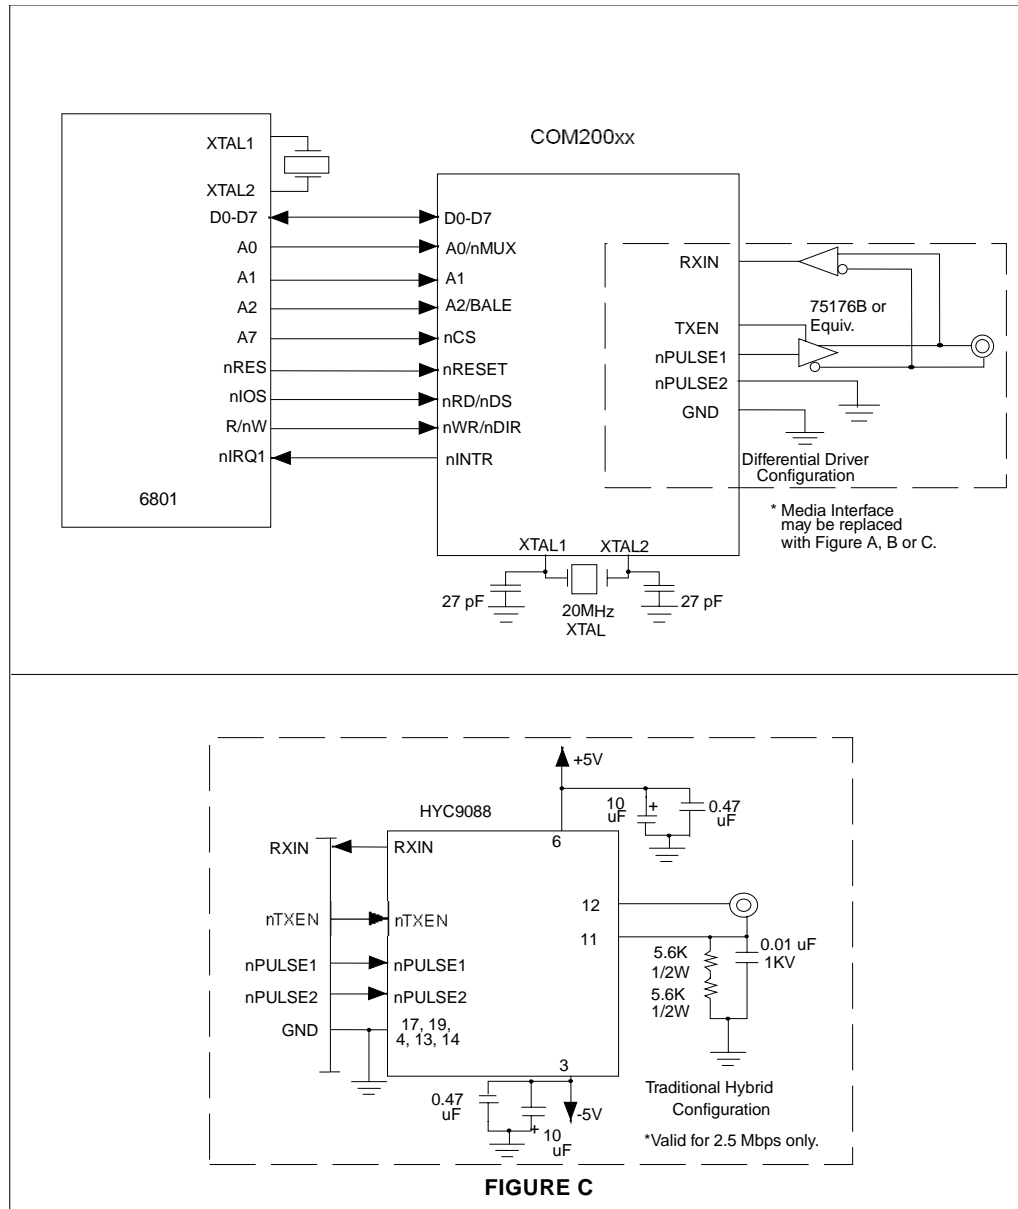 COM200xx
XTAL1
XTAL2
D0-D7
A0
A1
A2
A7
nRES
nIOS
R/nW
nIRQ1
6801
D0-D7
A0/nMUX
A1
A2/BALE
nCS
nRESET
nRD/nDS
nWR/nDIR
nINTR
RXIN
TXEN
nPULSE1
nPULSE2
GND
75176B or
Equiv.
Differential Driver
Configuration
* Media Interface
may be replaced
with Figure A, B or C.
XTAL1
XTAL2
27 pF
20MHz
XTAL
27 pF
+5V
10
uF
+
0.47
uF
HYC9088
6
RXIN
nTXEN
nPULSE1
nPULSE2
GND
RXIN
nTXEN
nPULSE1
nPULSE2
17, 19,
4, 13, 14
12
11
3
5.6K
1/2W
5.6K
1/2W
0.01 uF
1KV
0.47
uF
+
10
uF
-5V
Traditional Hybrid
Configuration
*Valid for 2.5 Mbps only.
FIGURE C